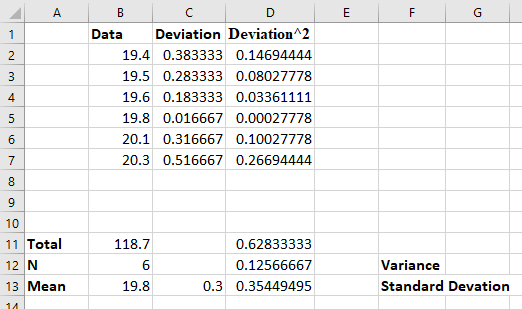 A B C D E F G
1 Data Deviation Deviation^2
2 19.4 0.383333 0.14694444
3 19.5 0.283333 0.08027778
4 19.6 0.183333 0.03361111
5 19.8 0.016667 0.00027778
6 20.1 0.316667 0.10027778
7 20.3 0.516667 0.26694444
8
9
10
11 Total 118.7 0.62833333
12 N 6 0.12566667 Variance
13 Mean 19.8 0.3 0.35449495 Standard Devation
14